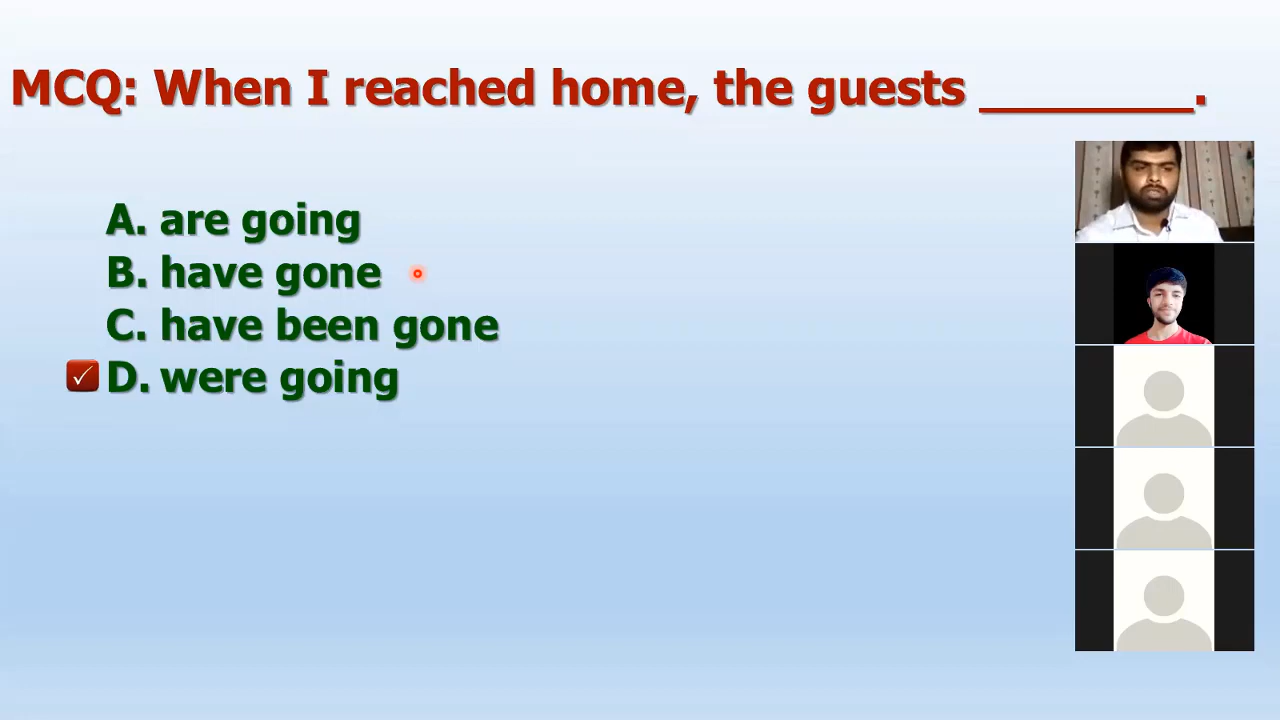 MCQ: When I reached home, the guests ________.
A. are going
B. have gone
C. have been gone
D. were going